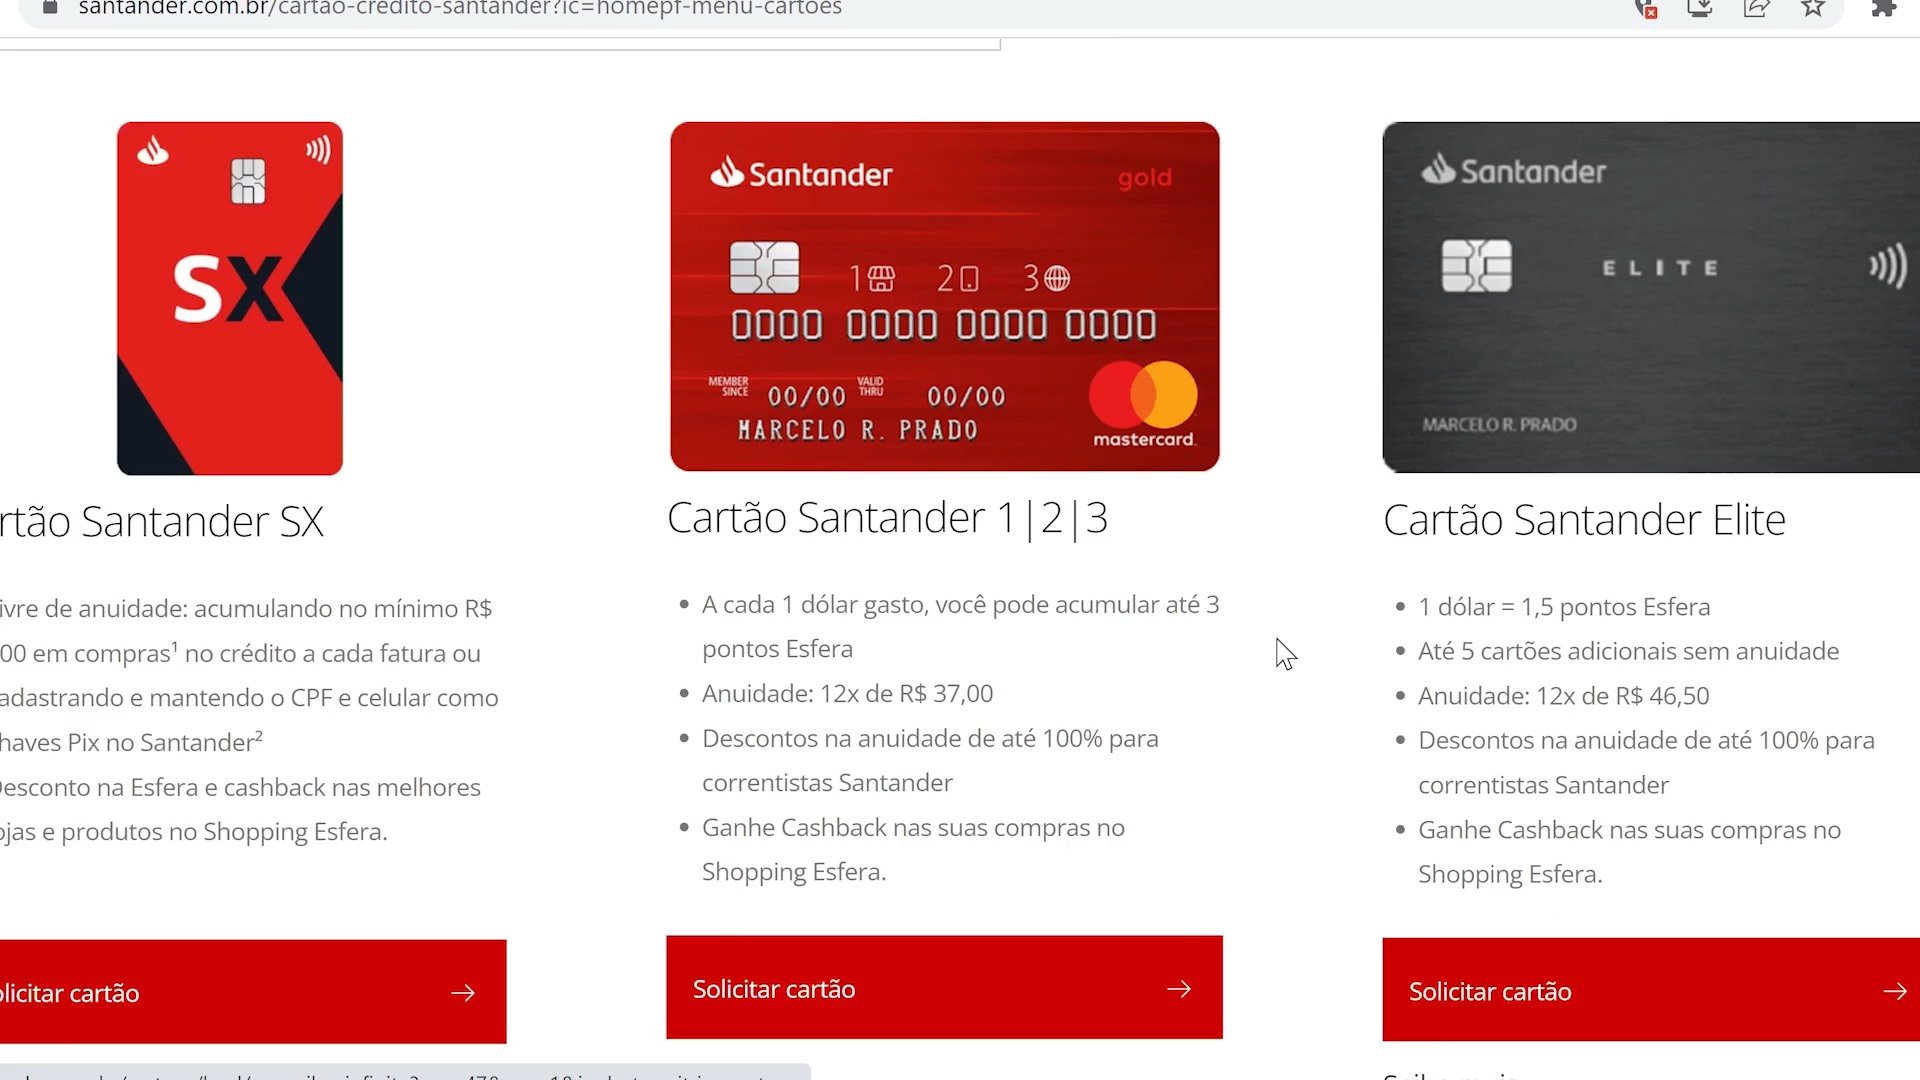 santander.com.br/cartao-credito-santander?ic=homepf-menu-cartoes
SX
Cartão Santander SX
ivre de anuidade: acumulando no mínimo R$
00 em compras¹ no crédito a cada fatura ou
adastrando e mantendo o CPF e celular como
haves Pix no Santander²
Desconto na Esfera e cashback nas melhores
ojas e produtos no Shopping Esfera.
olicitar cartão
Santander
gold
1 2 3
0000 0000 0000 0000
MEMBER SINCE 00/00 VALID THRU 00/00
MARCELO R. PRADO
mastercard.
Cartão Santander 1|2|3
A cada 1 dólar gasto, você pode acumular até 3
pontos Esfera
Anuidade: 12x de R$ 37,00
Descontos na anuidade de até 100% para
correntistas Santander
Ganhe Cashback nas suas compras no
Shopping Esfera.
Solicitar cartão
Santander
ELITE
MARCELO R. PRADO
Cartão Santander Elite
1 dólar = 1,5 pontos Esfera
Até 5 cartões adicionais sem anuidade
Anuidade: 12x de R$ 46,50
Descontos na anuidade de até 100% para
correntistas Santander
Ganhe Cashback nas suas compras no
Shopping Esfera.
Solicitar cartão